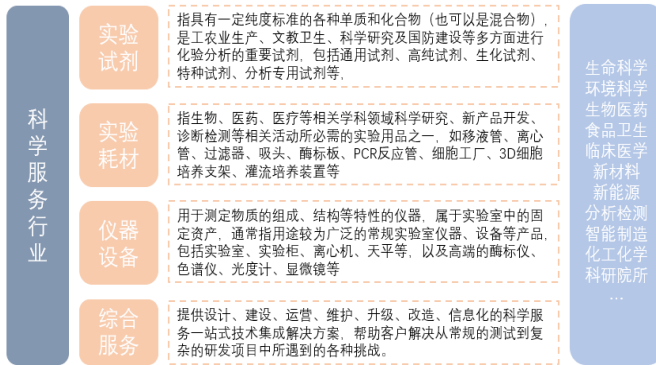 科
学
服
务
行
业
实验
试剂
指具有一定纯度标准的各种单质和化合物（也可以是混合物），
是工农业生产、文教卫生、科学研究及国防建设等多方面进行
化验分析的重要试剂，包括通用试剂、高纯试剂、生化试剂、
特种试剂、分析专用试剂等，
实验
耗材
指生物、医药、医疗等相关学科领域科学研究、新产品开发、
诊断检测等相关活动所必需的实验用品之一，如移液管、离心
管、过滤器、吸头、酶标板、PCR反应管、细胞工厂、3D细胞
培养支架、灌流培养装置等
仪器
设备
用于测定物质的组成、结构等特性的仪器，属于实验室中的固
定资产，通常指用途较为广泛的常规实验室仪器、设备等产品，
包括实验室、实验柜、离心机、天平等，以及高端的酶标仪、
色谱仪、光度计、显微镜等
综合
服务
提供设计、建设、运营、维护、升级、改造、信息化的科学服
务一站式技术集成解决方案，帮助客户解决从常规的测试到复
杂的研发项目中所遇到的各种挑战。
生命科学
环境科学
生物医药
食品卫生
临床医学
新材料
新能源
分析检测
智能制造
化工化学
科研院所
…